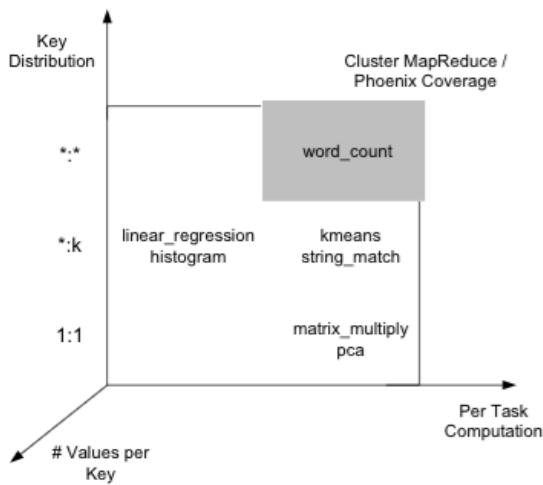 Key
Distribution
Cluster MapReduce /
Phoenix Coverage
*:*
word_count
*:k
linear_regression
histogram
kmeans
string_match
1:1
matrix_multiply
pca
Per Task
Computation
# Values per
Key